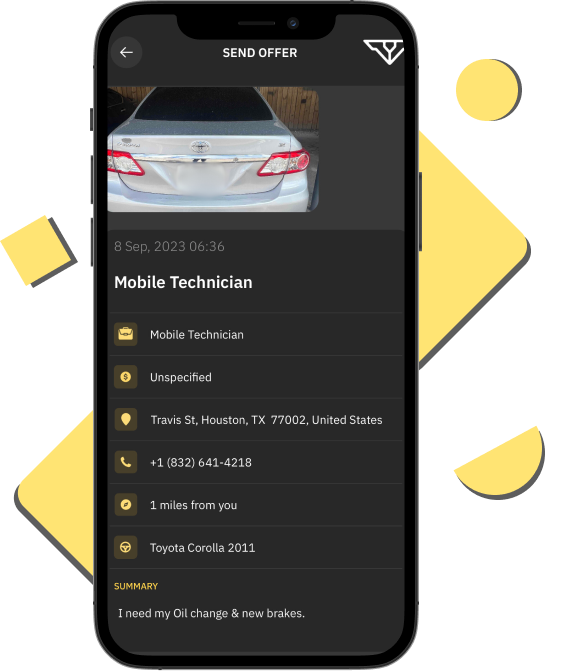 SEND OFFER
8 Sep, 2023 06:36
Mobile Technician
Mobile Technician
Unspecified
Travis St, Houston, TX 77002, United States
+1 (832) 641-4218
1 miles from you
Toyota Corolla 2011
SUMMARY
I need my Oil change & new brakes.